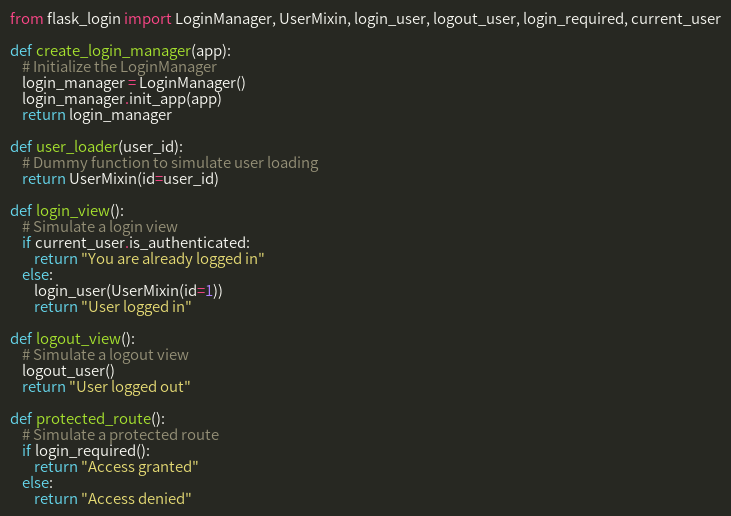 from flask_login import LoginManager, UserMixin, login_user, logout_user, login_required, current_user

def create_login_manager(app):
    # Initialize the LoginManager
    login_manager = LoginManager()
    login_manager.init_app(app)
    return login_manager

def user_loader(user_id):
    # Dummy function to simulate user loading
    return UserMixin(id=user_id)

def login_view():
    # Simulate a login view
    if current_user.is_authenticated:
        return "You are already logged in"
    else:
        login_user(UserMixin(id=1))
        return "User logged in"

def logout_view():
    # Simulate a logout view
    logout_user()
    return "User logged out"

def protected_route():
    # Simulate a protected route
    if login_required():
        return "Access granted"
    else:
        return "Access denied"